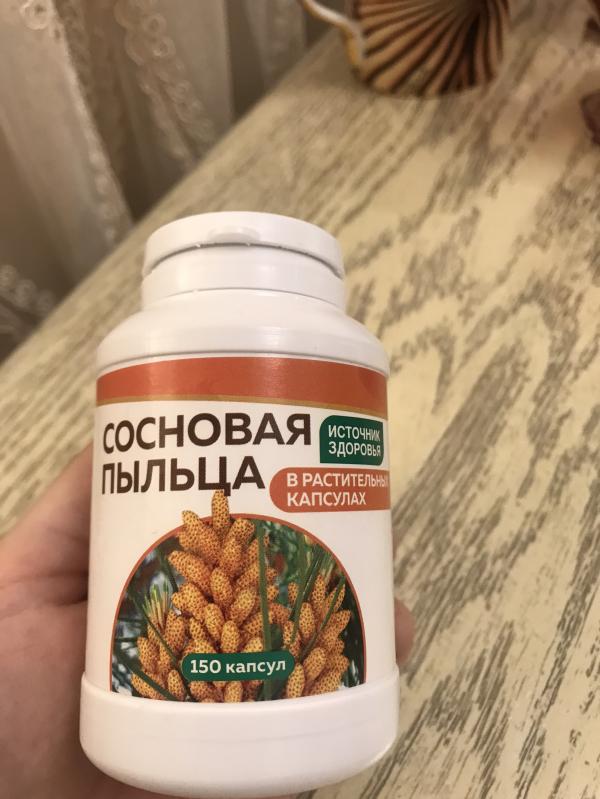 СОСНОВАЯ
ПЫЛЬЦА
ИСТОЧНИК
ЗДОРОВЬЯ
В РАСТИТЕЛЬНЫ
КАПСУЛАХ
150 капсул